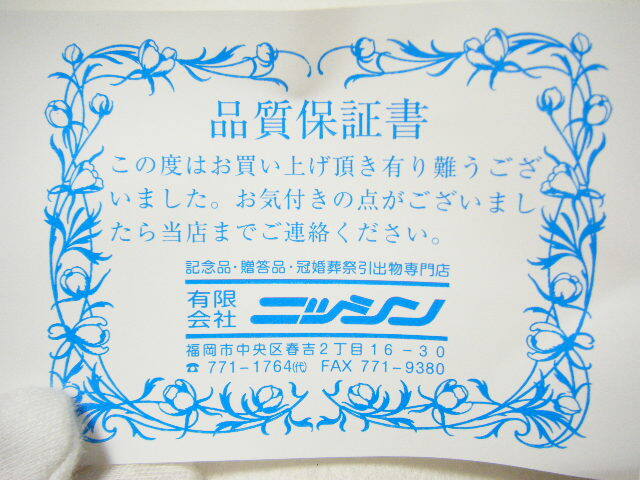 品質保証書
この度はお買い上げ頂き有り難うござ
いました。お気付きの点がございまし
たら当店までご連絡ください。
記念品・贈答品・冠婚葬祭引出物専門店
有限会社 ニッシン
福岡市中央区春吉2丁目16－30
☎ 771－1764㈹ FAX 771－9380